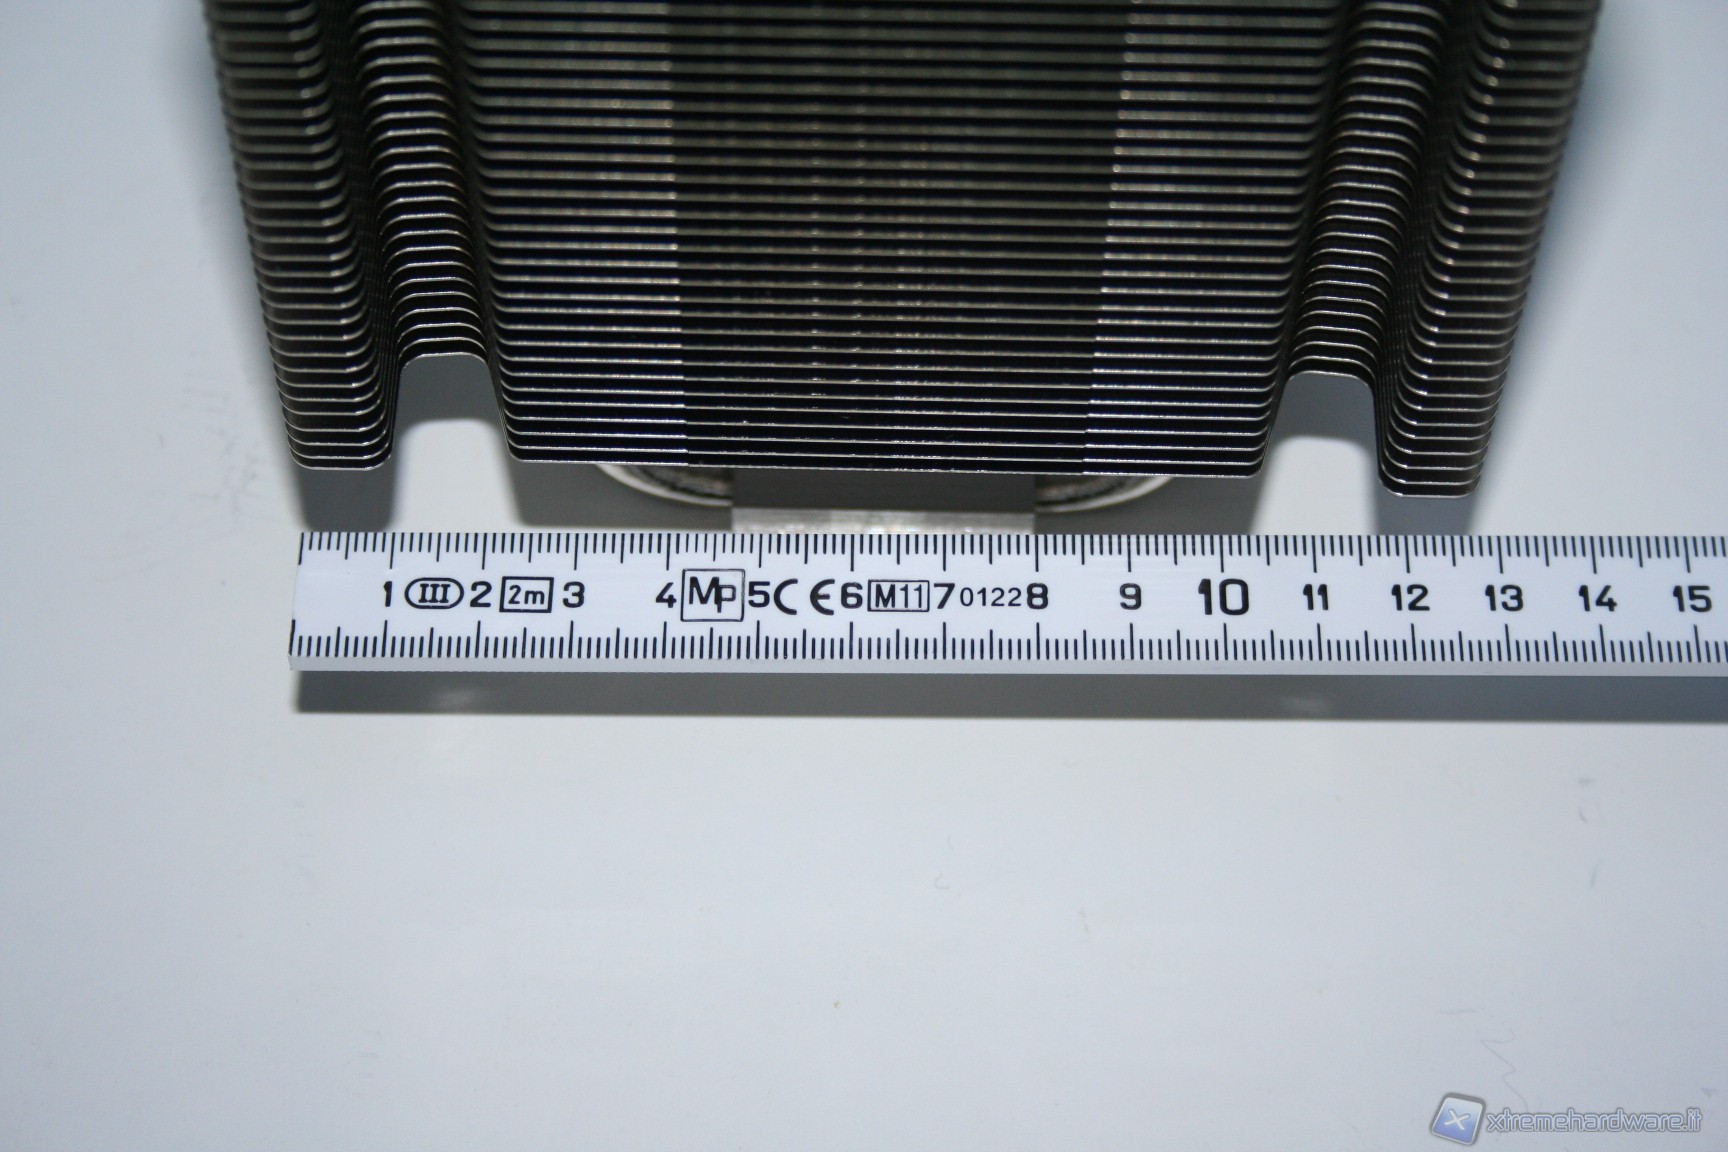 1 III 2 2m 3 4 Mp 5 C € 6 M11 7 0122 8 9 10 11 12 13 14 15
xtremehardware.it